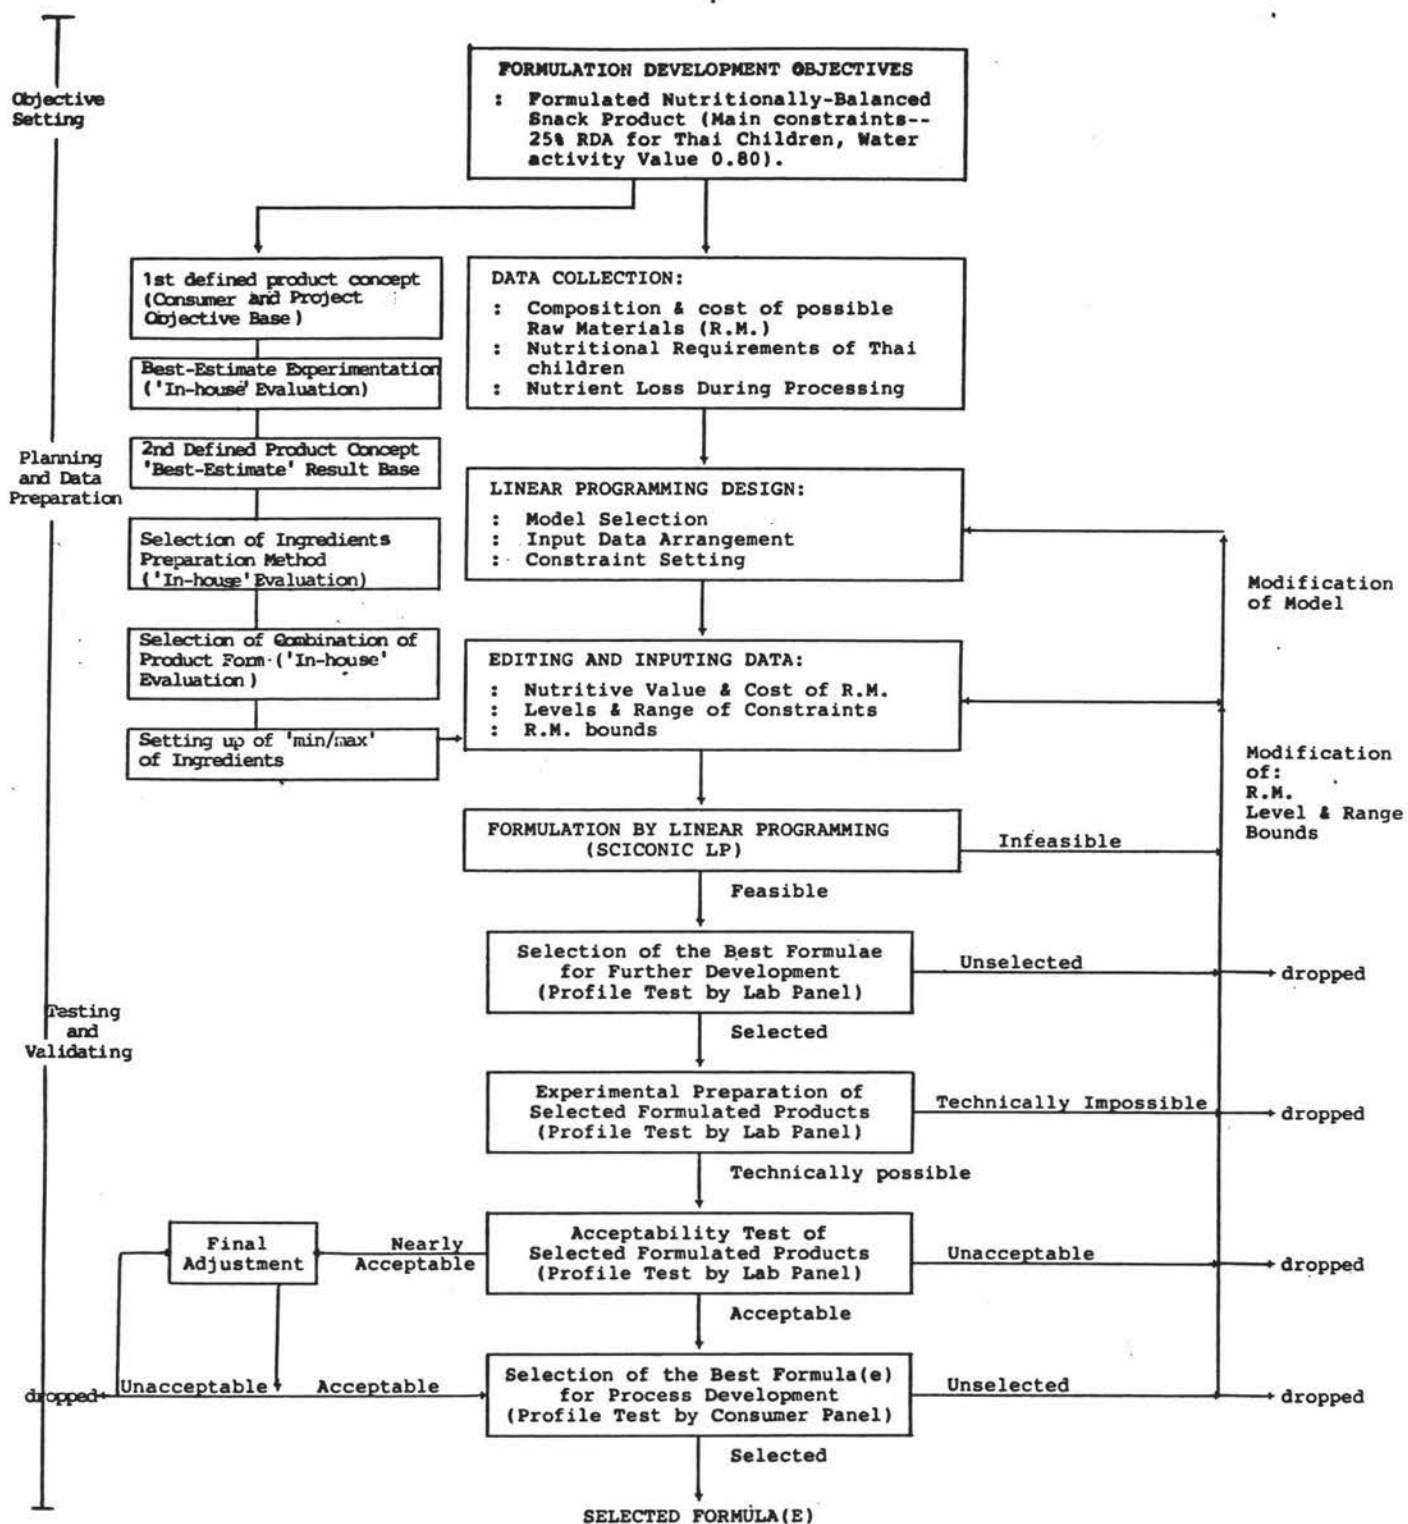 FORMULATION DEVELOPMENT OBJECTIVES
: Formulated Nutritionally-Balanced
Snack Product (Main constraints--
25% RDA for Thai Children, Water
activity Value 0.80).
Objective
Setting
1st defined product concept
(Consumer and Project
Objective Base)
Best-Estimate Experimentation
('In-house' Evaluation)
2nd Defined Product Concept
'Best-Estimate' Result Base
Selection of Ingredients
Preparation Method
('In-house' Evaluation)
Selection of Combination of
Product Form ('In-house'
Evaluation)
Setting up of 'min/max'
of Ingredients
Planning
and Data
Preparation
DATA COLLECTION:
: Composition & cost of possible
Raw Materials (R.M.)
: Nutritional Requirements of Thai
children
: Nutrient Loss During Processing
LINEAR PROGRAMMING DESIGN:
: Model Selection
: Input Data Arrangement
: Constraint Setting
EDITING AND INPUTING DATA:
: Nutritive Value & Cost of R.M.
: Levels & Range of Constraints
: R.M. bounds
Modification
of Model
Modification
of:
R.M.
Level & Range
Bounds
FORMULATION BY LINEAR PROGRAMMING
(SCICONIC LP)
Infeasible
Feasible
Selection of the Best Formulae
for Further Development
(Profile Test by Lab Panel)
Unselected
dropped
Selected
Testing
and
Validating
Experimental Preparation of
Selected Formulated Products
(Profile Test by Lab Panel)
Technically Impossible
dropped
Technically possible
Final
Adjustment
Nearly
Acceptable
Acceptability Test of
Selected Formulated Products
(Profile Test by Lab Panel)
Unacceptable
dropped
Acceptable
dropped
Unacceptable
Acceptable
Selection of the Best Formula(e)
for Process Development
(Profile Test by Consumer Panel)
Unselected
dropped
Selected
SELECTED FORMULA(E)